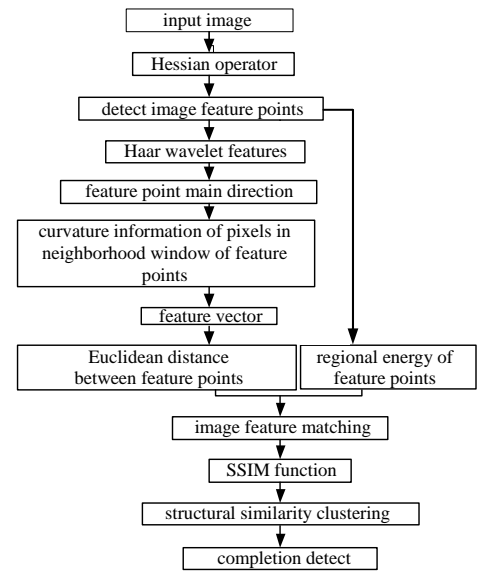 input image
Hessian operator
detect image feature points
Haar wavelet features
feature point main direction
curvature information of pixels in
neighborhood window of feature
points
feature vector
Euclidean distance
between feature points
regional energy of
feature points
image feature matching
SSIM function
structural similarity clustering
completion detect